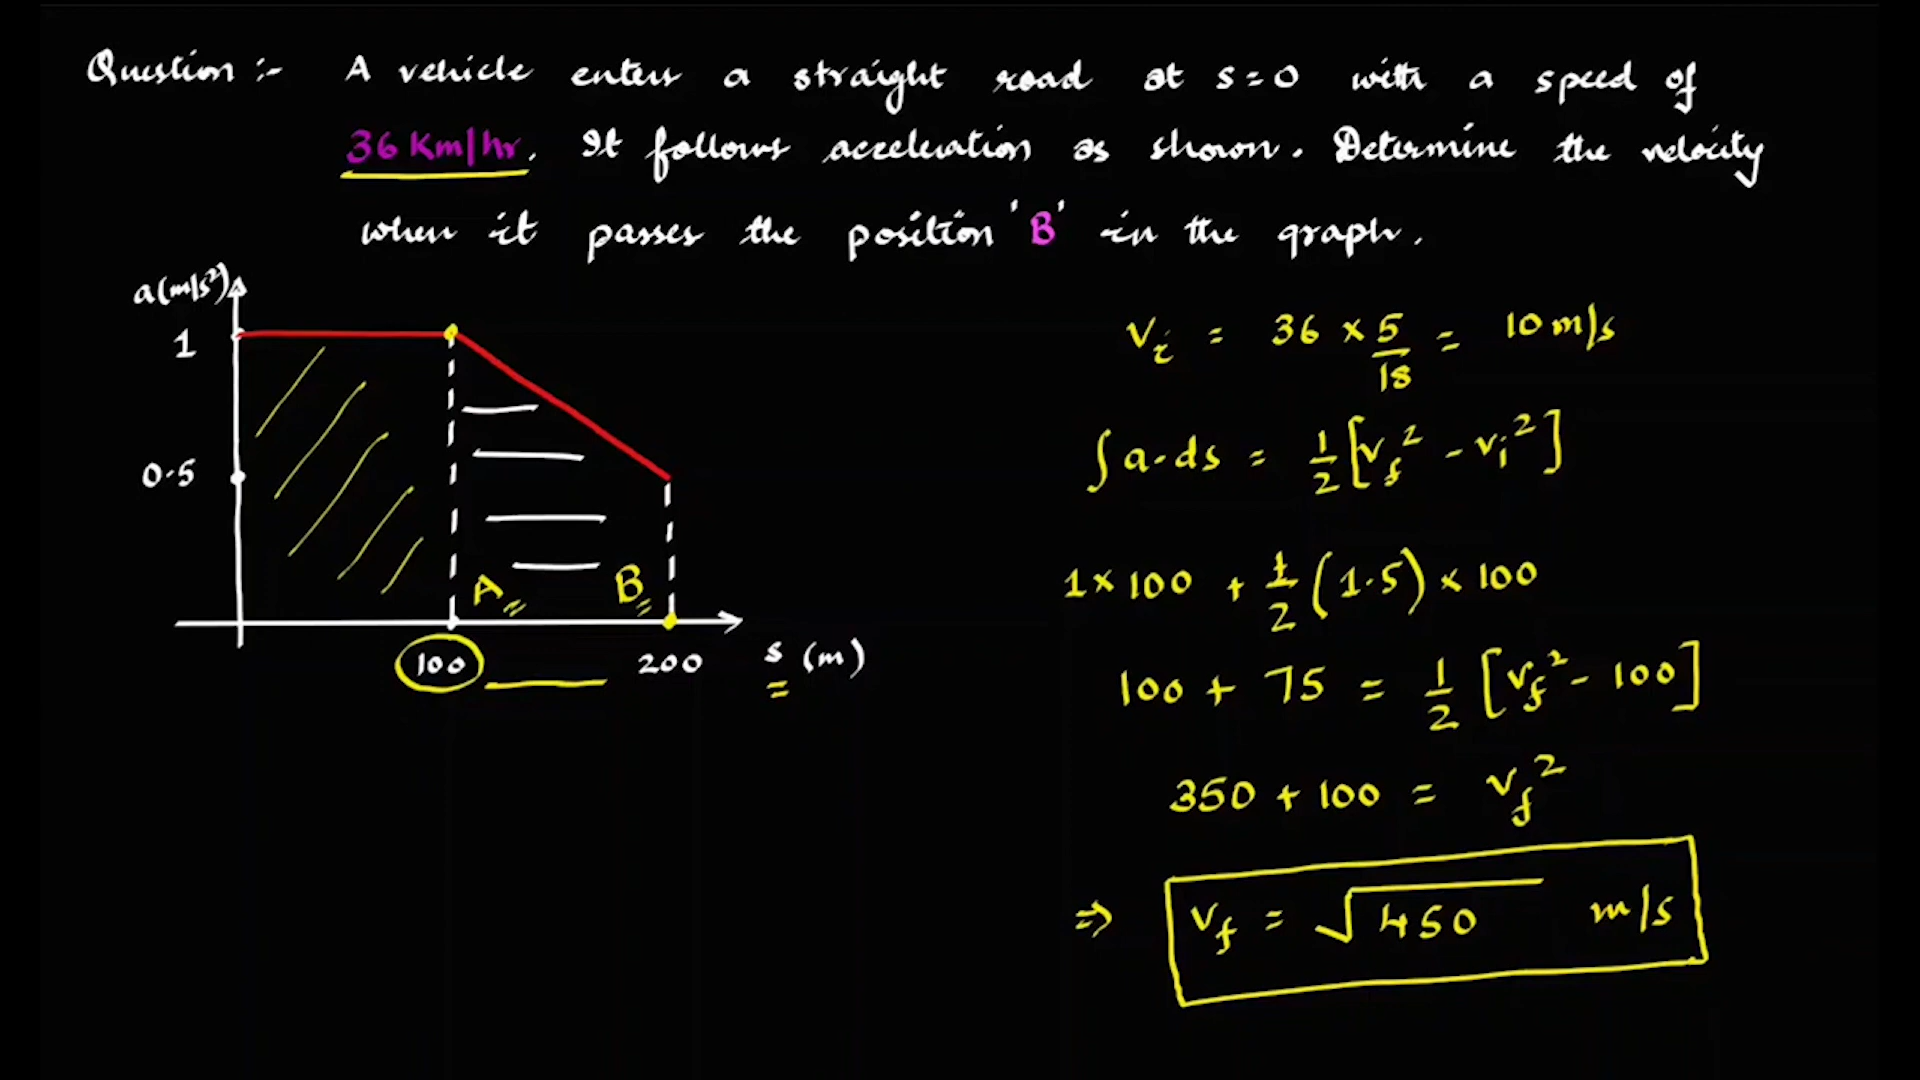 Question :- A vehicle enters a straight road at s = 0 with a speed of
36 Km/hr. It follows acceleration as shown. Determine the velocity
when it passes the position 'B' in the graph.
a(m/s²)
1
0.5
A
B
100
200
s (m)
Vi = 36 × 5/18 = 10 m/s
∫ a·ds = 1/2 [vf² - vi²]
1 × 100 + 1/2 (1.5) × 100
100 + 75 = 1/2 [vf² - 100]
350 + 100 = vf²
⇒ vf = √450 m/s